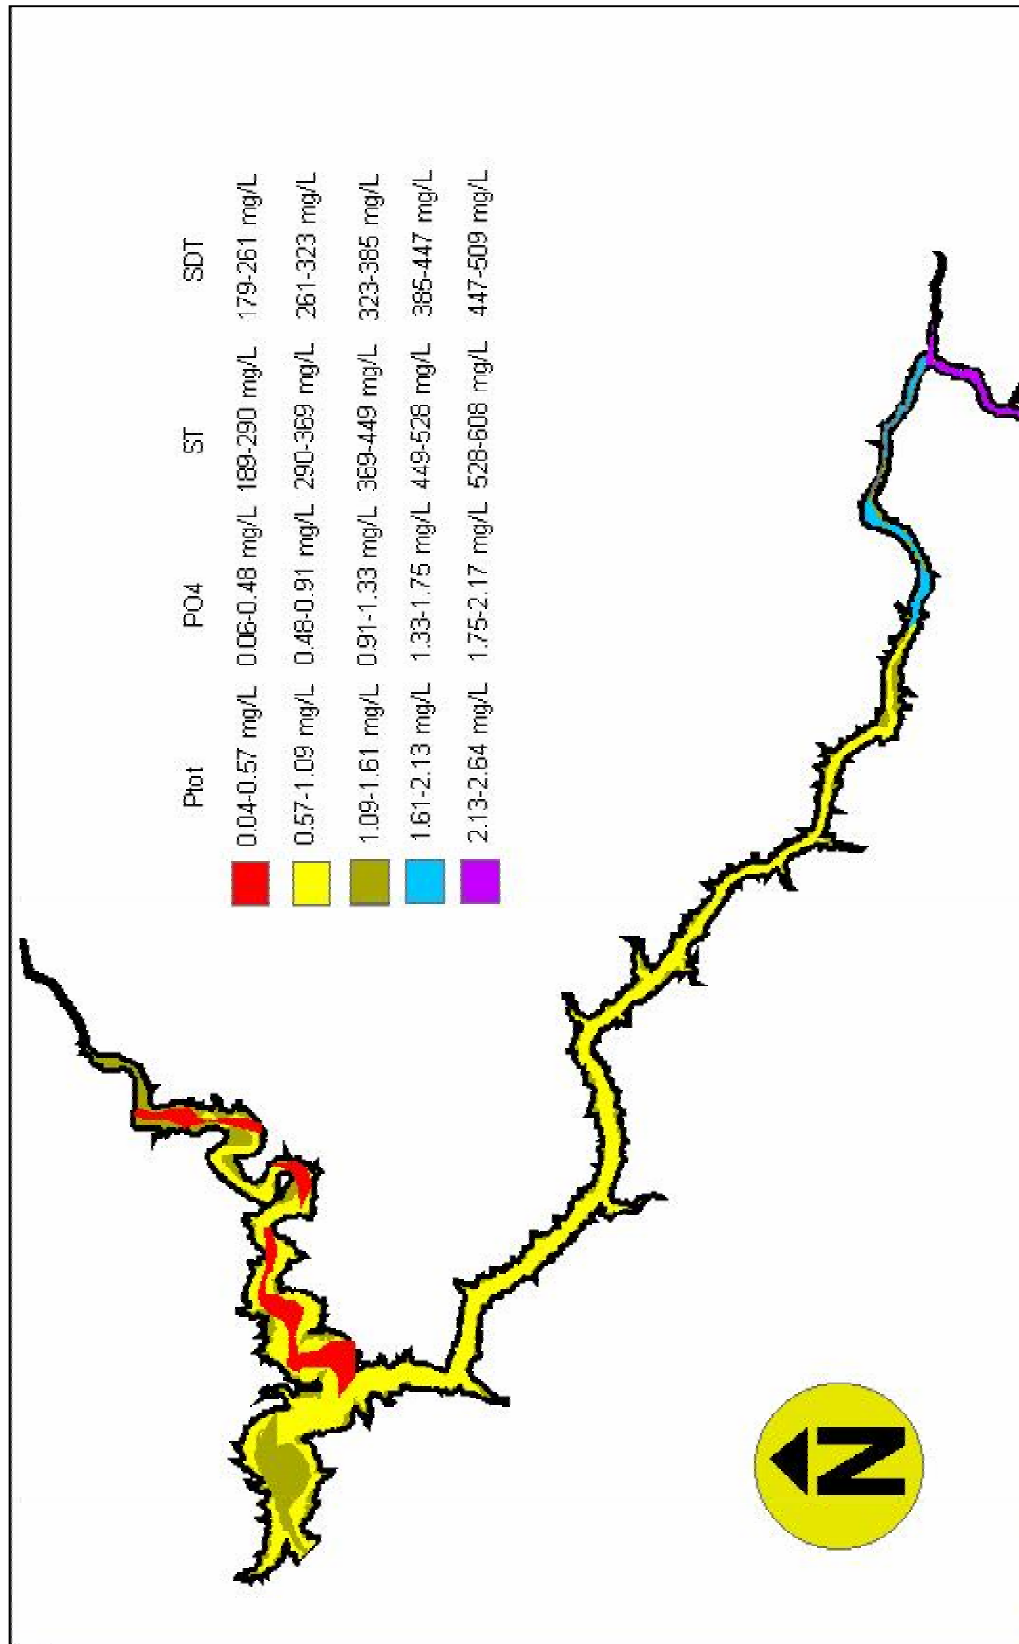 Ptot PO4 ST SDT
0.04-0.57 mg/L 0.06-0.48 mg/L 189-290 mg/L 179-261 mg/L
0.57-1.09 mg/L 0.48-0.91 mg/L 290-369 mg/L 261-323 mg/L
1.09-1.61 mg/L 0.91-1.33 mg/L 369-449 mg/L 323-385 mg/L
1.61-2.13 mg/L 1.33-1.75 mg/L 449-528 mg/L 385-447 mg/L
2.13-2.64 mg/L 1.75-2.17 mg/L 528-608 mg/L 447-509 mg/L
N